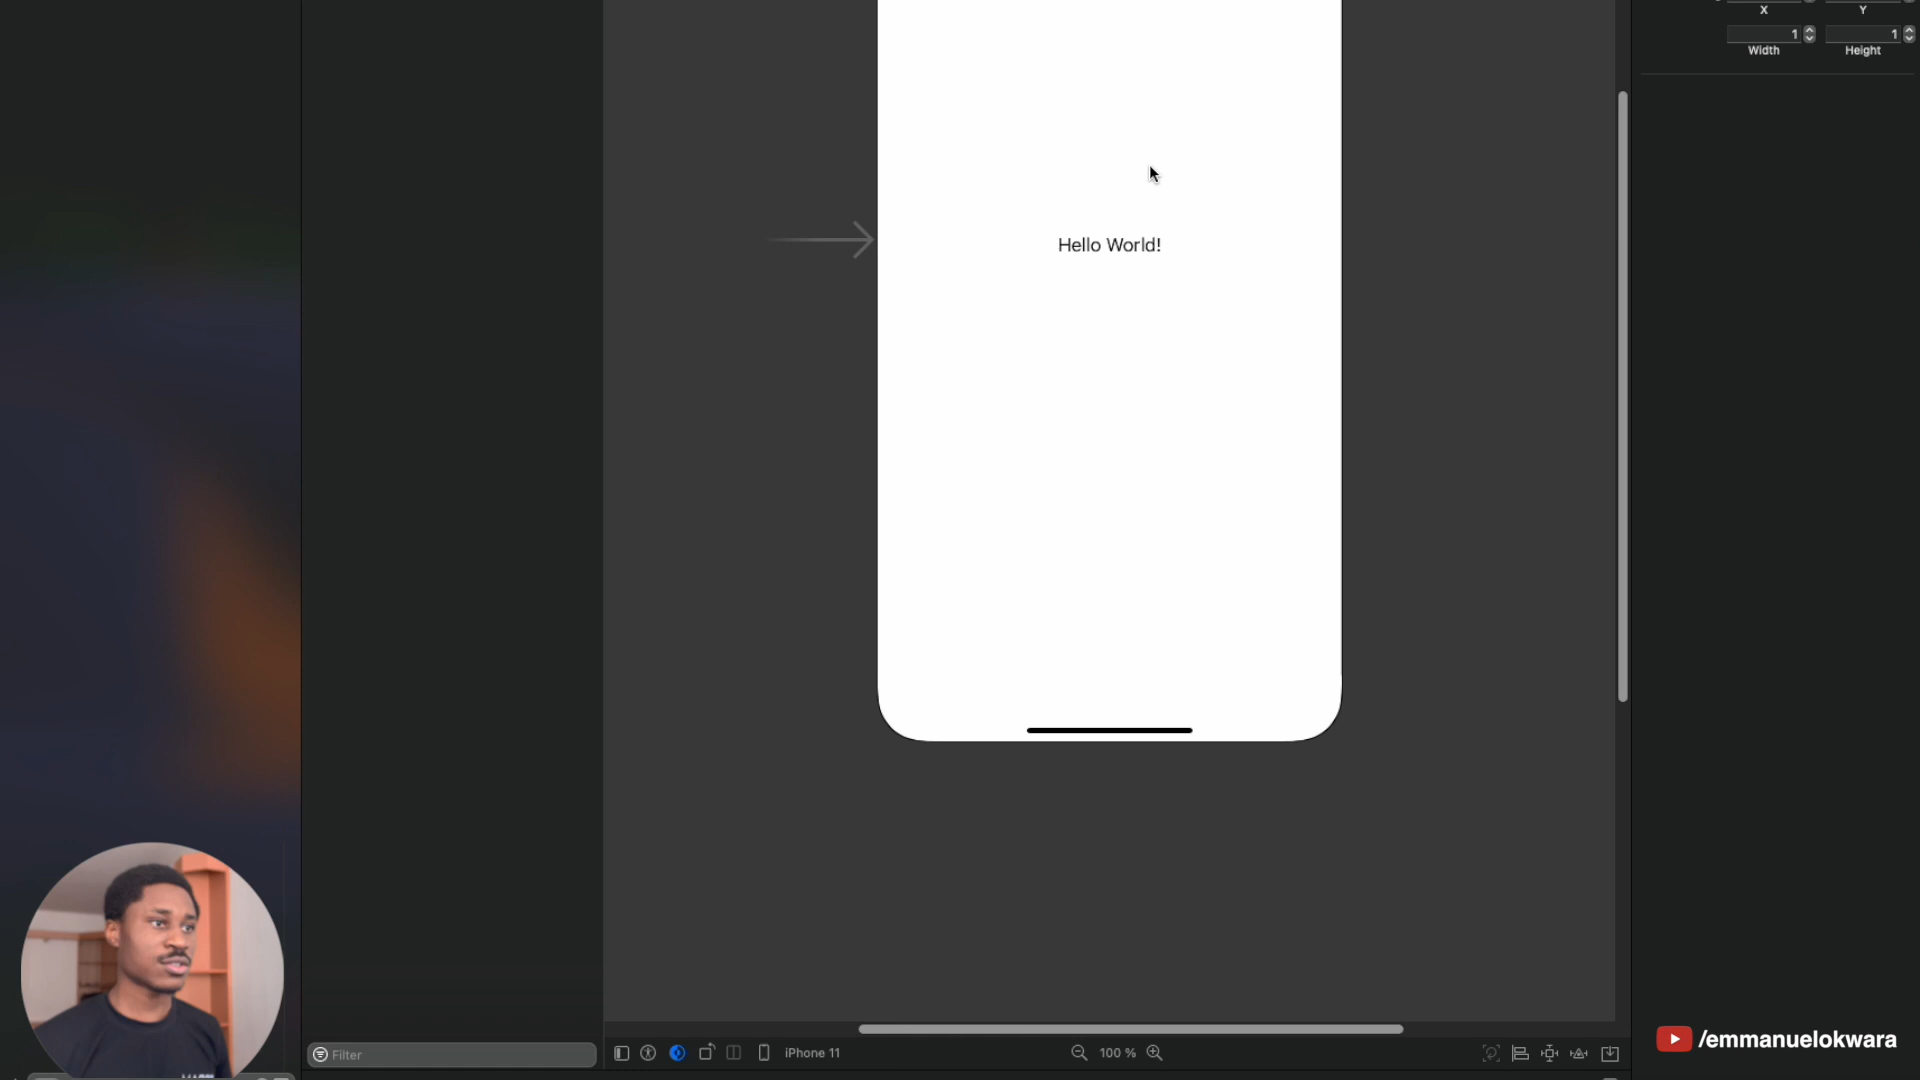 X Y
1 1
Width Height
Hello World!
Filter
iPhone 11
100 %
/emmanuelokwara